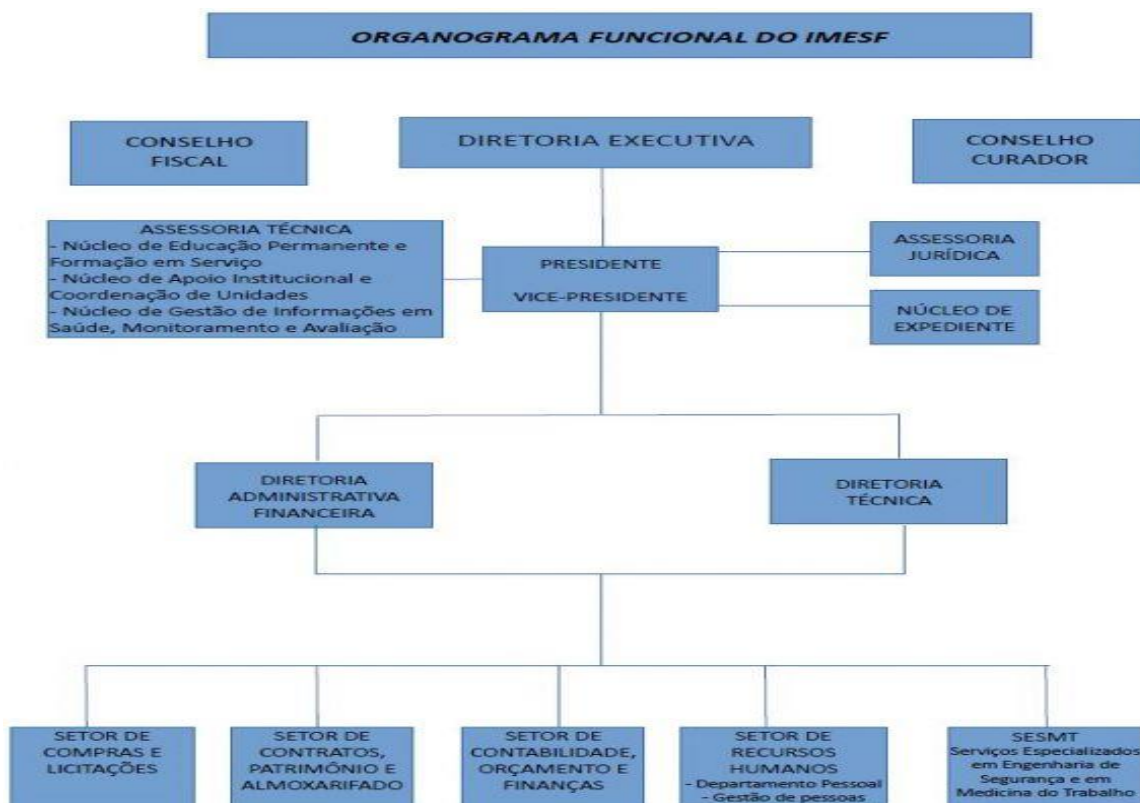 ORGANOGRAMA FUNCIONAL DO IMESF
CONSELHO
FISCAL
DIRETORIA EXECUTIVA
CONSELHO
CURADOR
ASSESSORIA TÉCNICA
- Núcleo de Educação Permanente e
Formação em Serviço
- Núcleo de Apoio Institucional e
Coordenação de Unidades
- Núcleo de Gestão de Informações em
Saúde, Monitoramento e Avaliação
PRESIDENTE
VICE-PRESIDENTE
ASSESSORIA
JURÍDICA
NÚCLEO DE
EXPEDIENTE
DIRETORIA
ADMINISTRATIVA
FINANCEIRA
DIRETORIA
TÉCNICA
SETOR DE
COMPRAS E
LICITAÇÕES
SETOR DE
CONTRATOS,
PATRIMÔNIO E
ALMOXARIFADO
SETOR DE
CONTABILIDADE,
ORÇAMENTO E
FINANÇAS
SETOR DE
RECURSOS
HUMANOS
- Departamento Pessoal
- Gestão de pessoas
SESMT
Serviços Especializados
em Engenharia de
Segurança e em
Medicina do Trabalho